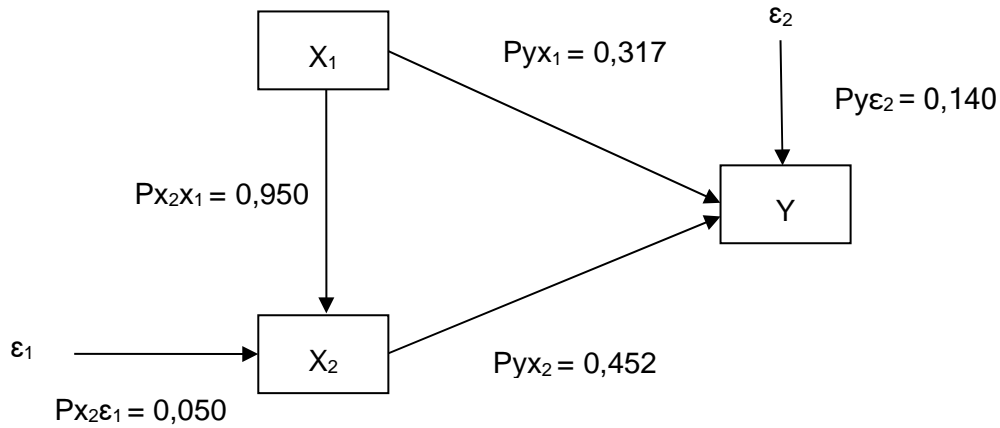 ε₂
X₁
Pyx₁ = 0,317
Pyε₂ = 0,140
Px₂x₁ = 0,950
Y
ε₁
X₂
Pyx₂ = 0,452
Px₂ε₁ = 0,050